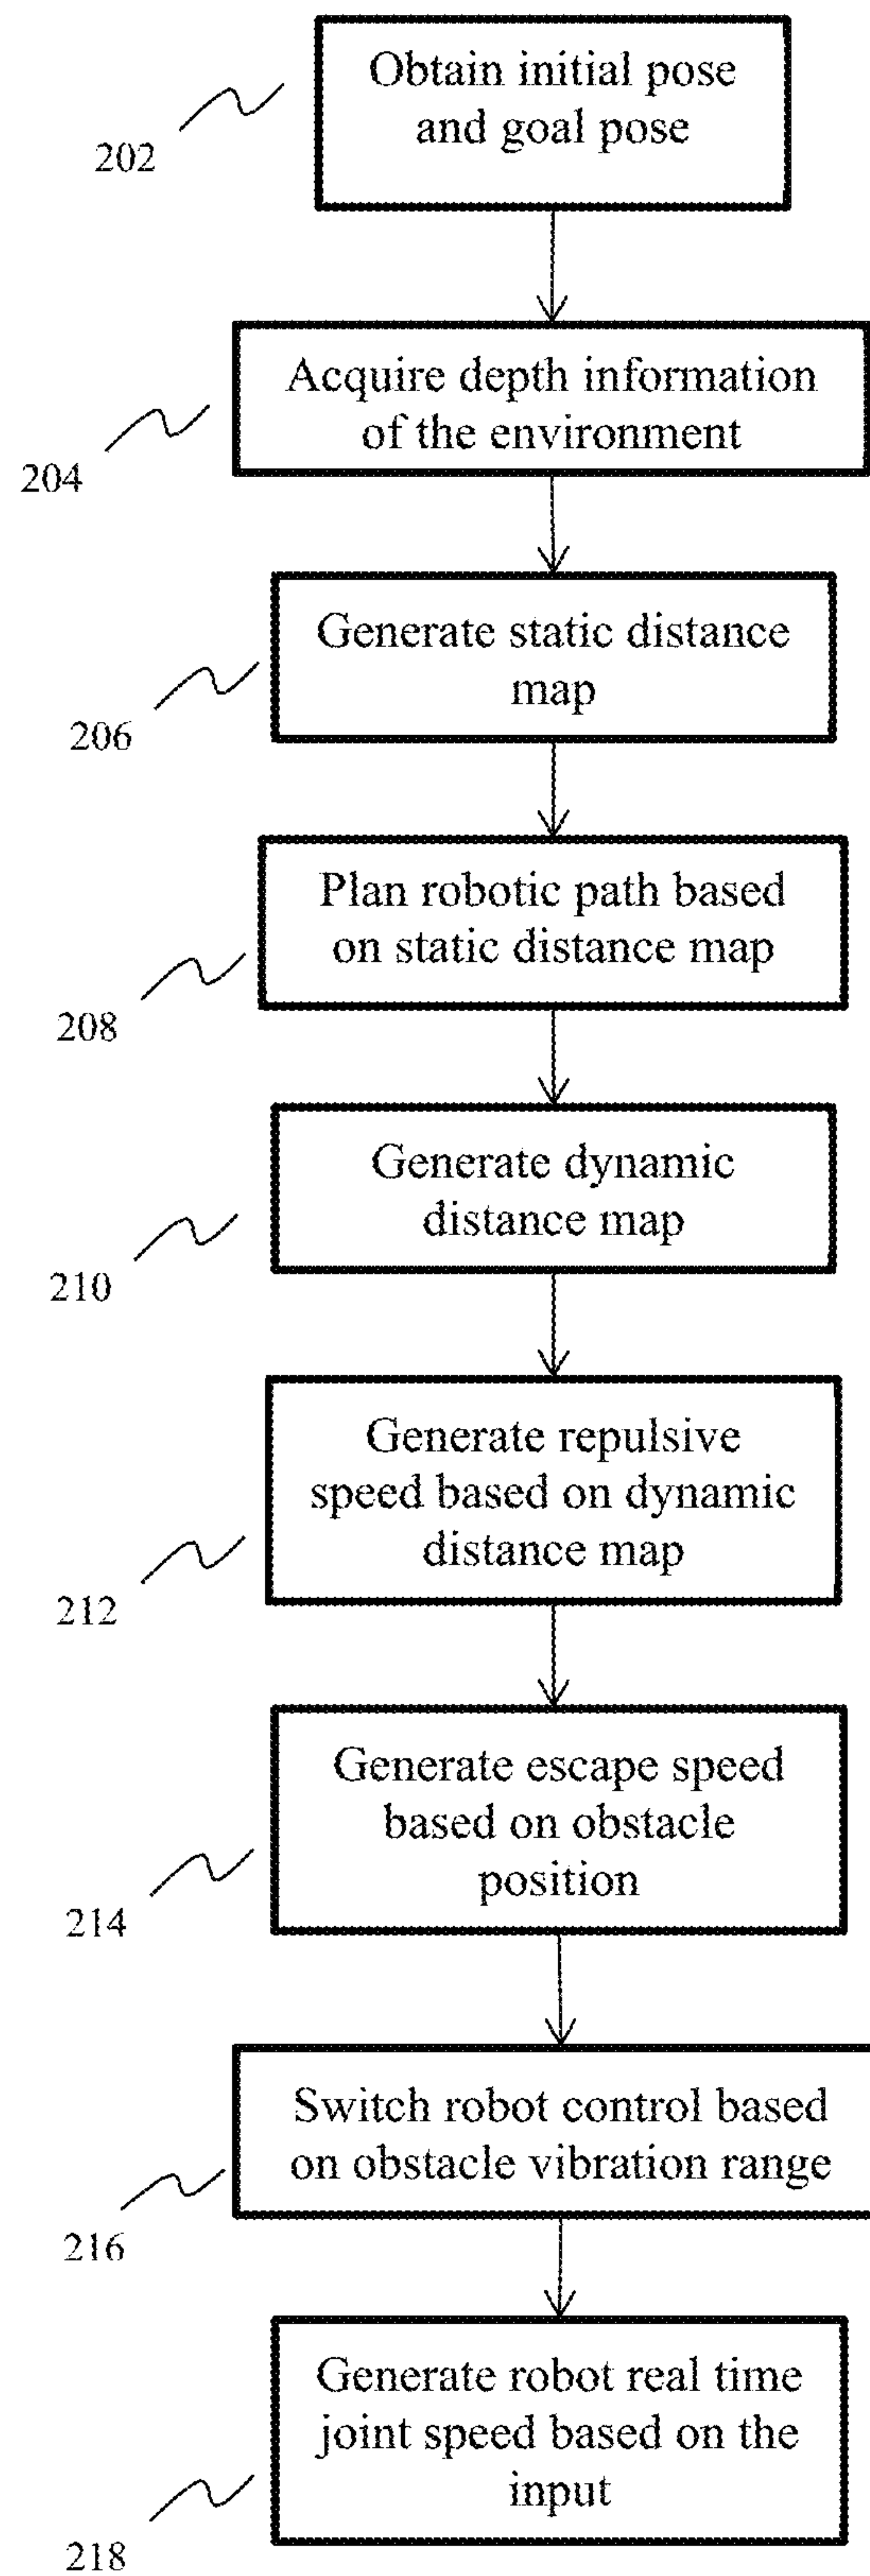 Obtain initial pose
and goal pose
202
Acquire depth information
of the environment
204
Generate static distance
map
206
Plan robotic path based
on static distance map
208
Generate dynamic
distance map
210
Generate repulsive
speed based on dynamic
distance map
212
Generate escape speed
based on obstacle
position
214
Switch robot control based
on obstacle vibration range
216
Generate robot real time
joint speed based on the
input
218